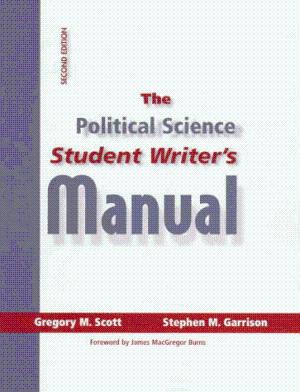 SECOND EDITION
The
Political Science
Student Writer's
Manual
Gregory M. Scott Stephen M. Garrison
Foreword by James MacGregor Burns